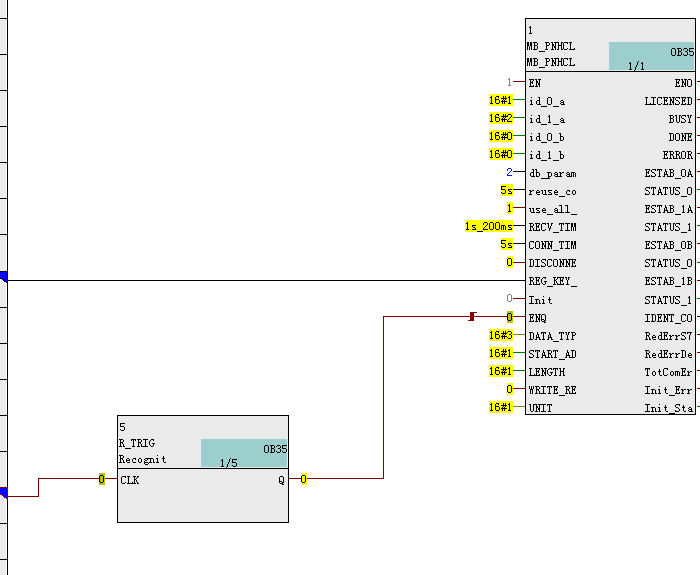 1
MB_PNHCL
OB35
MB_PNHCL
1/1
1 EN ENO
16#1 id_0_a LICENSED
16#2 id_1_a BUSY
16#0 id_0_b DONE
16#0 id_1_b ERROR
2 db_param ESTAB_0A
5s reuse_co STATUS_0
1 use_all_ ESTAB_1A
1s_200ms RECV_TIM STATUS_1
5s CONN_TIM ESTAB_0B
0 DISCONNE STATUS_0
REG_KEY_ ESTAB_1B
0 Init STATUS_1
0 ENQ IDENT_CO
16#3 DATA_TYP RedErrS7
16#1 START_AD RedErrDe
16#1 LENGTH TotComEr
0 WRITE_RE Init_Err
16#1 UNIT Init_Sta
5
R_TRIG
OB35
Recognit
1/5
0 CLK Q 0